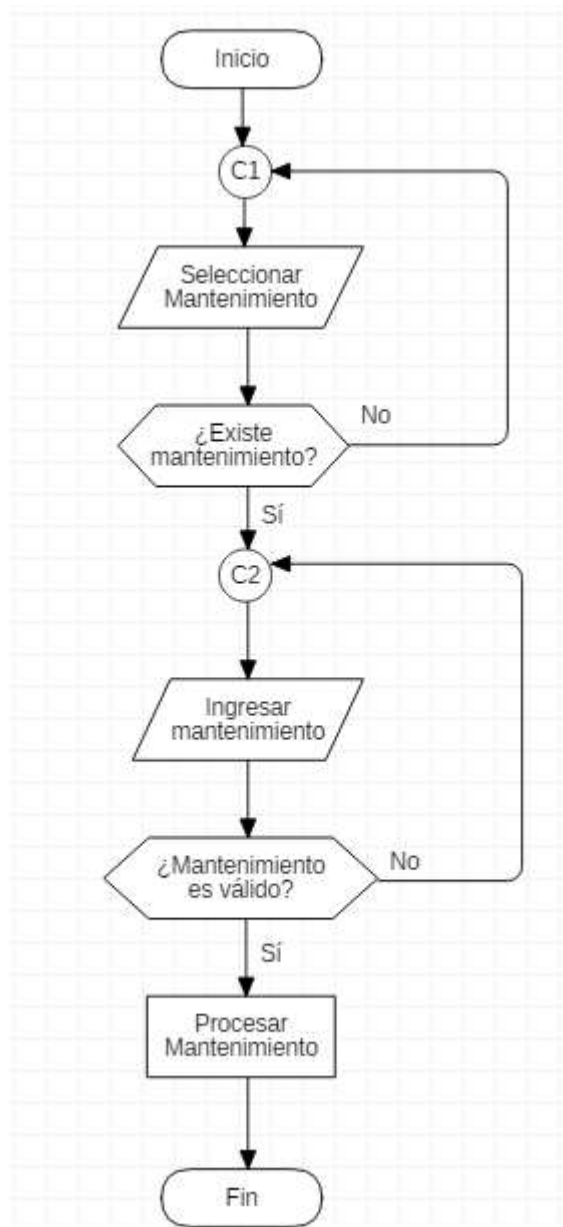 Inicio
C1
Seleccionar
Mantenimiento
¿Existe
mantenimiento?
No
Sí
C2
Ingresar
mantenimiento
¿Mantenimiento
es válido?
No
Sí
Procesar
Mantenimiento
Fin